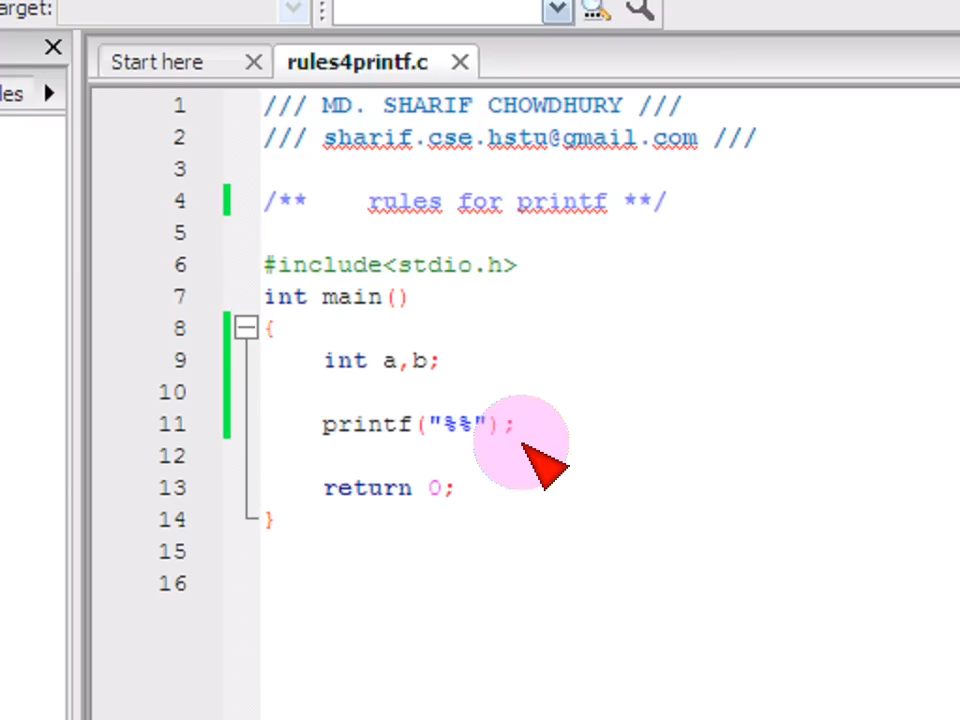 arget:
les
Start here
rules4printf.c
1 /// MD. SHARIF CHOWDHURY ///
2 /// sharif.cse.hstu@gmail.com ///
3
4 /** rules for printf **/
5
6 #include<stdio.h>
7 int main()
8 {
9 int a,b;
10
11 printf("%%");
12
13 return 0;
14 }
15
16